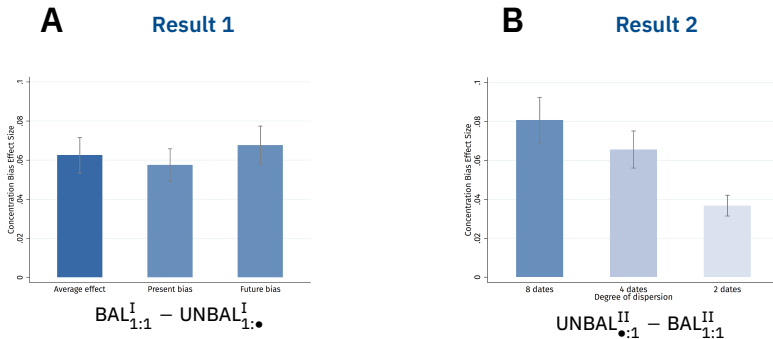 A
Result 1
Concentration Bias Effect Size
.1
.08
.06
.04
.02
0
Average effect
Present bias
Future bias
BAL^I_1:1 − UNBAL^I_1:•
B
Result 2
Concentration Bias Effect Size
.1
.08
.06
.04
.02
0
8 dates
4 dates
2 dates
Degree of dispersion
UNBAL^II_•:1 − BAL^II_1:1